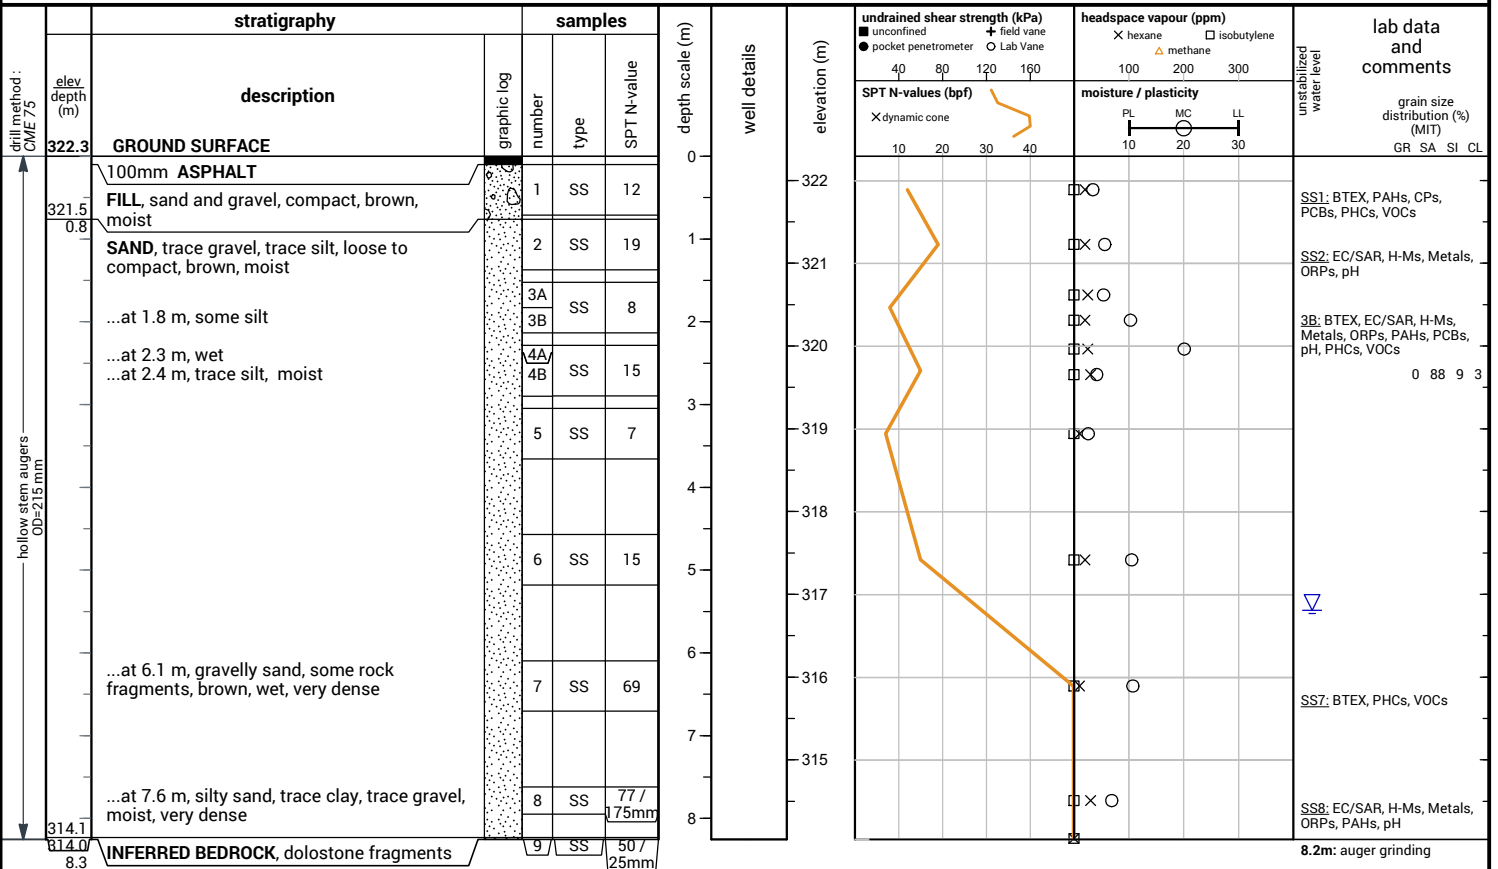 stratigraphy
samples
drill method :
CME 75
elev
depth
(m)
description
graphic log
number
type
SPT N-value
depth scale (m)
well details
elevation (m)
undrained shear strength (kPa)
unconfined
field vane
pocket penetrometer
Lab Vane
40 80 120 160
SPT N-values (bpf)
dynamic cone
10 20 30 40
headspace vapour (ppm)
hexane
isobutylene
methane
100 200 300
moisture / plasticity
PL MC LL
10 20 30
unstabilized
water level
lab data
and
comments
grain size
distribution (%)
(MIT)
GR SA SI CL
322.3 GROUND SURFACE
hollow stem augers
OD=215 mm
100mm ASPHALT
FILL, sand and gravel, compact, brown,
moist
321.5
0.8
SAND, trace gravel, trace silt, loose to
compact, brown, moist
...at 1.8 m, some silt
...at 2.3 m, wet
...at 2.4 m, trace silt, moist
...at 6.1 m, gravelly sand, some rock
fragments, brown, wet, very dense
...at 7.6 m, silty sand, trace clay, trace gravel,
moist, very dense
314.1
314.0
8.3
INFERRED BEDROCK, dolostone fragments
1 SS 12
2 SS 19
3A
SS 8
3B
4A
SS 15
4B
5 SS 7
6 SS 15
7 SS 69
8 SS 77 /
175mm
9 SS 50 /
25mm
0
1
2
3
4
5
6
7
8
322
321
320
319
318
317
316
315
SS1: BTEX, PAHs, CPs,
PCBs, PHCs, VOCs
SS2: EC/SAR, H-Ms, Metals,
ORPs, pH
3B: BTEX, EC/SAR, H-Ms,
Metals, ORPs, PAHs, PCBs,
pH, PHCs, VOCs
0 88 9 3
SS7: BTEX, PHCs, VOCs
SS8: EC/SAR, H-Ms, Metals,
ORPs, PAHs, pH
8.2m: auger grinding